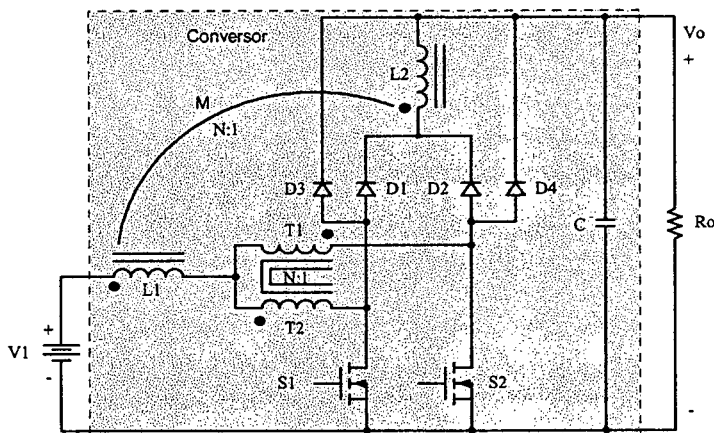 Conversor
Vo
+
L2
M
N:1
D3
D1
D2
D4
T1
C
Ro
N:1
L1
T2
+
V1
-
S1
S2
-